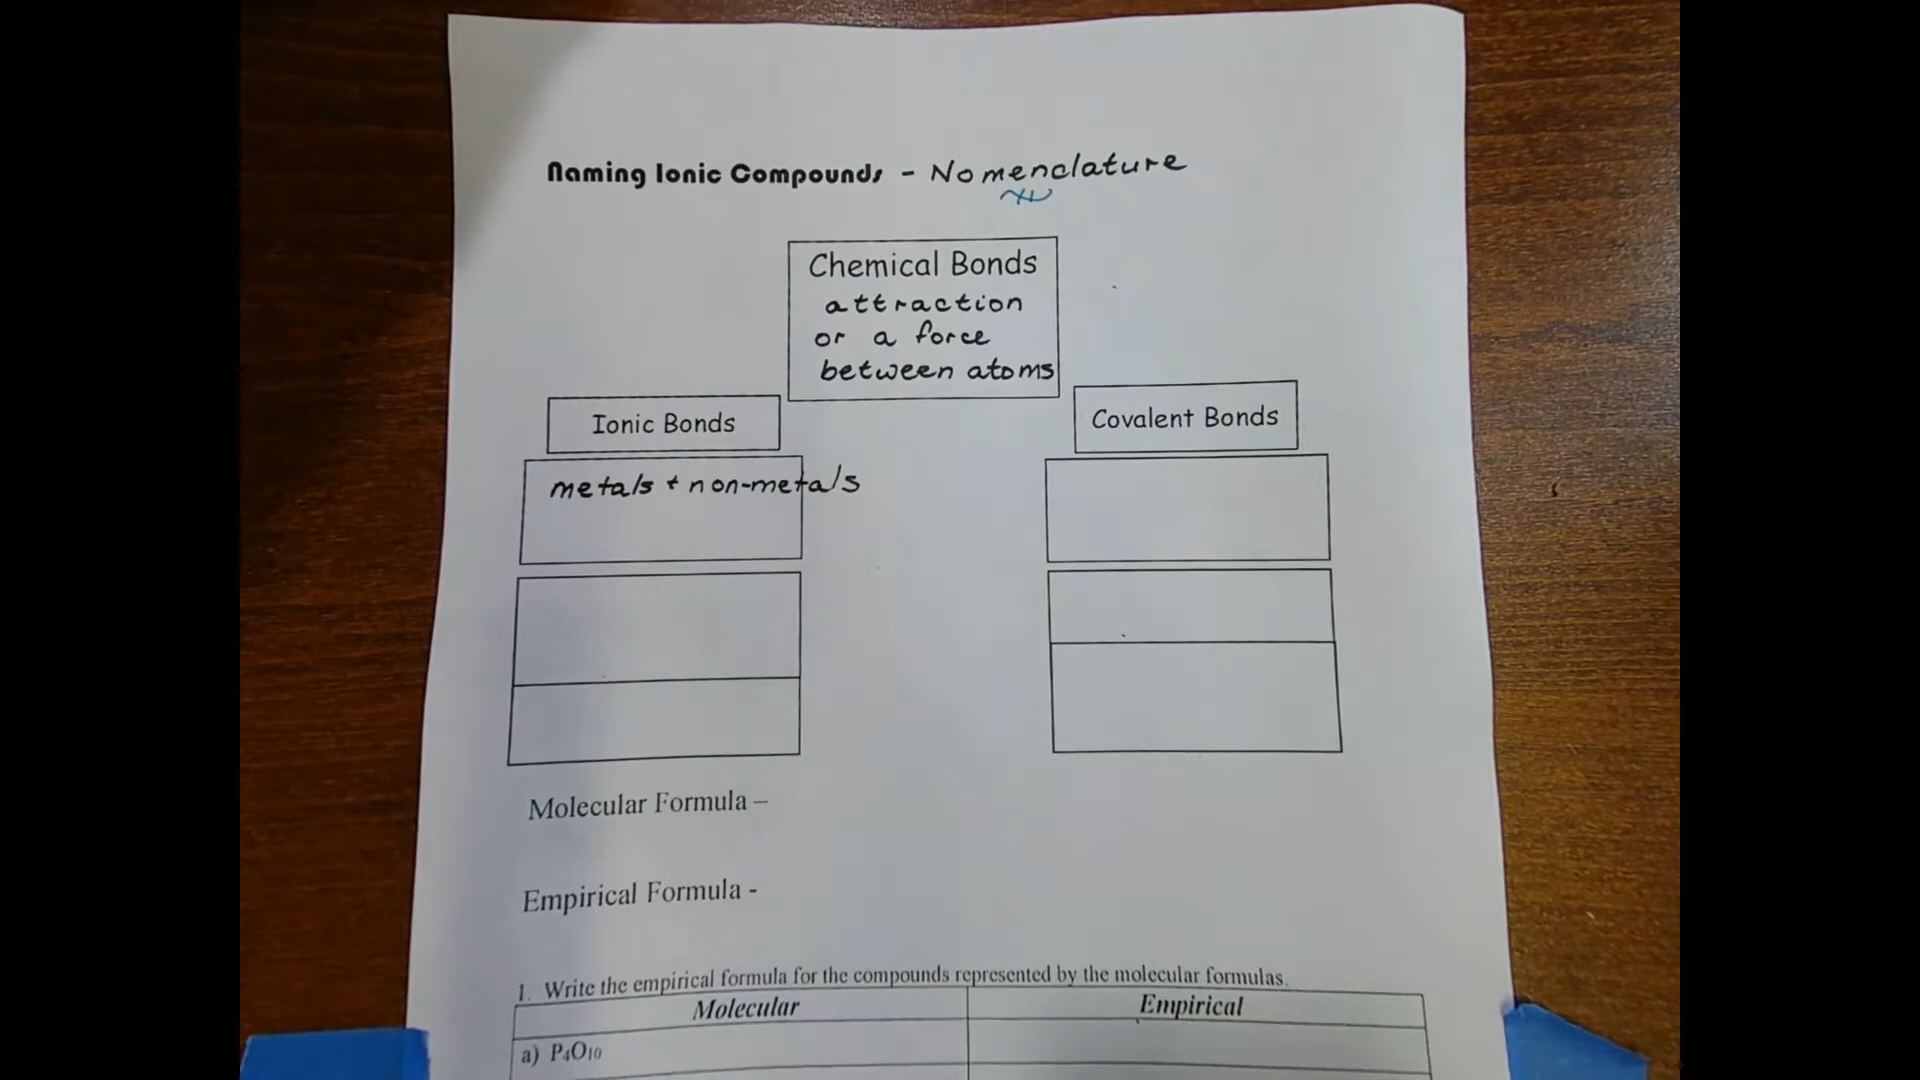 Naming Ionic Compounds - Nomenclature
Chemical Bonds
attraction
or a force
between atoms
Ionic Bonds
Covalent Bonds
metals + non-metals
Molecular Formula –
Empirical Formula -
1. Write the empirical formula for the compounds represented by the molecular formulas.
Molecular
Empirical
a) P₄O₁₀